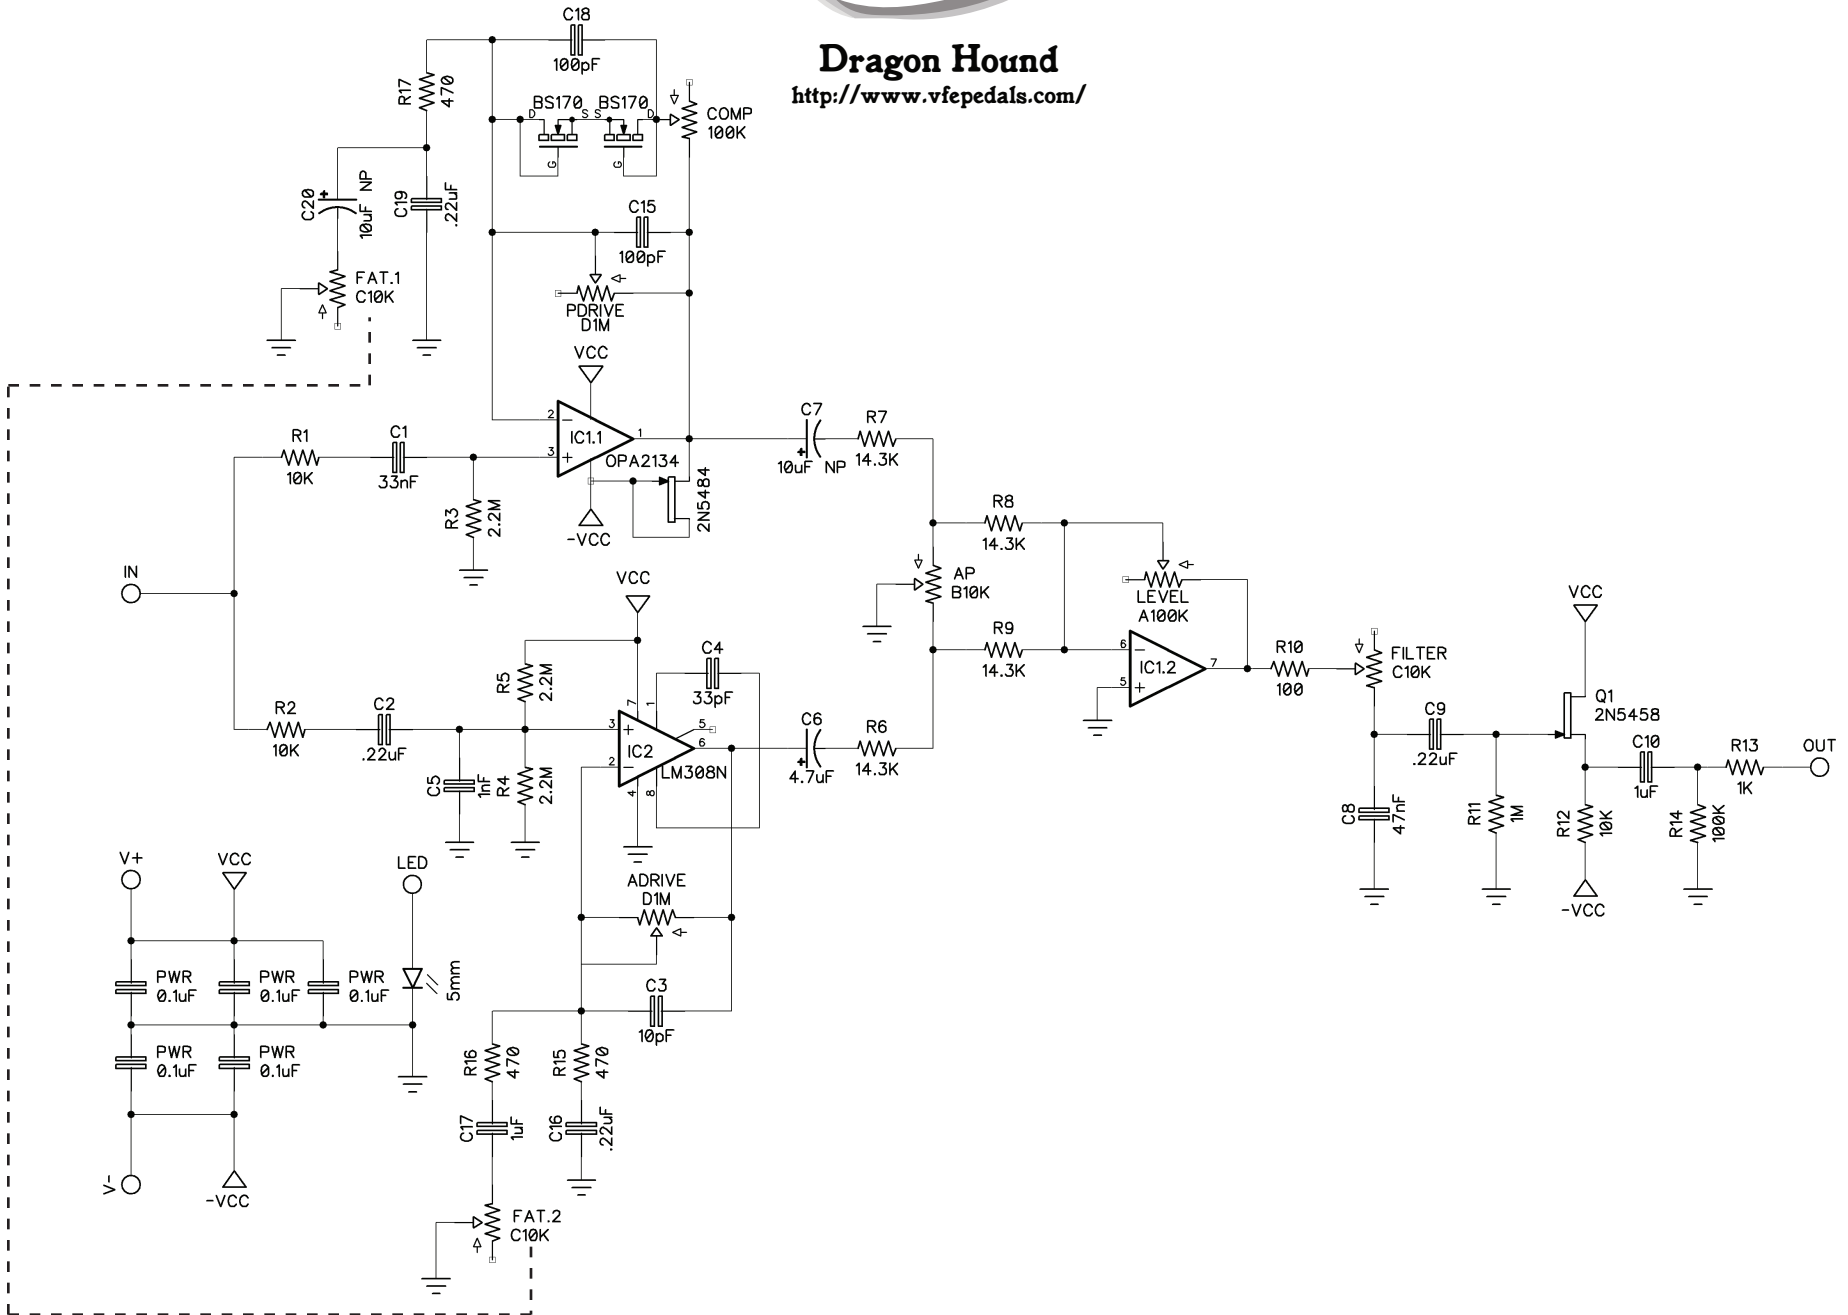 Dragon Hound
http://www.vfepedals.com/
C18
100pF
R17
470
BS170
BS170
D
S
S
D
G
G
COMP
100K
C20
+
10uF NP
C19
.22uF
C15
100pF
FAT.1
C10K
PDRIVE
D1M
VCC
2
-
IC1.1
1
3
+
OPA2134
-VCC
2N5484
R1
10K
C1
33nF
R3
2.2M
C7
+
10uF NP
R7
14.3K
R8
14.3K
AP
B10K
LEVEL
A100K
R9
14.3K
6
-
IC1.2
7
5
+
R10
100
FILTER
C10K
VCC
Q1
2N5458
C9
.22uF
C10
1uF
R13
1K
OUT
C8
47nF
R11
1M
R12
10K
R14
100K
-VCC
IN
VCC
R5
2.2M
C4
33pF
R2
10K
C2
.22uF
7
1
3
+
5
IC2
6
2
-
LM308N
4
8
C5
1nF
R4
2.2M
C6
+
4.7uF
R6
14.3K
ADRIVE
D1M
C3
10pF
R16
470
R15
470
C17
1uF
C16
.22uF
FAT.2
C10K
V+
VCC
LED
PWR
0.1uF
PWR
0.1uF
PWR
0.1uF
5mm
PWR
0.1uF
PWR
0.1uF
V-
-VCC